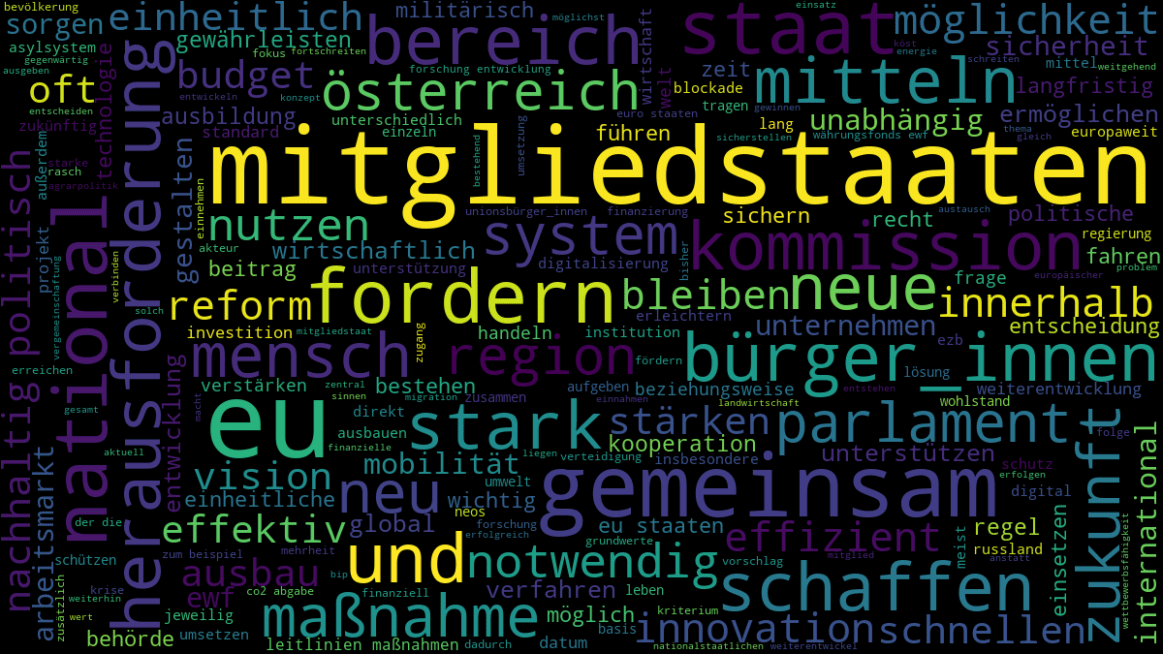 bevölkerung
sorgen einheitlich militärisch möglichst staat einsatz möglichkeit
asylsystem gewährleisten bereich köst
gegenwärtig fokus fortschreiten energie sicherheit
ausgeben budget forschung entwicklung wirtschaft welt zeit mitteln schreiten mittel weitgehend
oft entwickeln konzept österreich blockade langfristig
entscheiden ausbildung unterschiedlich euro staaten tragen gewinnen unabhängig ermöglichen
zukünftig technologie standard einzeln führen lang währungsfonds ewf thema europaweit
außerdem starke bestehend umsetzung sicherstellen gleich
rasch agrarpolitik mitgliedstaaten
nachhaltig politisch national herausforderung gestalten einnehmen
nutzen unionsbürger_innen finanzierung sichern recht austausch politische
projekt akteur wirtschaftlich system bisher kommission regierung
vergemeinschaftung verbinden beitrag unterstützung digitalisierung fahren
solch reform fordern bleiben neue frage europäischer problem
innerhalb
investition mitgliedstaat zugang handeln erleichtern institution unternehmen entscheidung
erreichen mensch region fördern bürger_innen ezb lösung
entwicklung verstärken zentral bestehen aufgeben beziehungsweise entstehen weiterentwicklung
gesamt macht sinnen migration zusammen einnahmen landwirtschaft wohlstand
eu direkt stark stärken parlament zukunft folge
aktuell ausbauen finanzielle liegen verteidigung kooperation
arbeitsmarkt vision mobilität insbesondere unterstützen international
einheitliche neu umwelt gemeinsam schutz erfolgen
wichtig digital
der die effektiv global neos forschung erfolgreich eu staaten effizient meist regel einsetzen wettbewerbsfähigkeit
schützen zum beispiel mehrheit und grundwerte notwendig vorschlag mitglied russland anstatt
zusätzlich krise ausbau bip
weiterhin ewf co2 abgabe finanziell verfahren leben schaffen
wert jeweilig maßnahme möglich kriterium
behörde umsetzen basis innovation schnellen
leitlinien maßnahmen dadurch datum nationalstaatlichen weiterentwickel